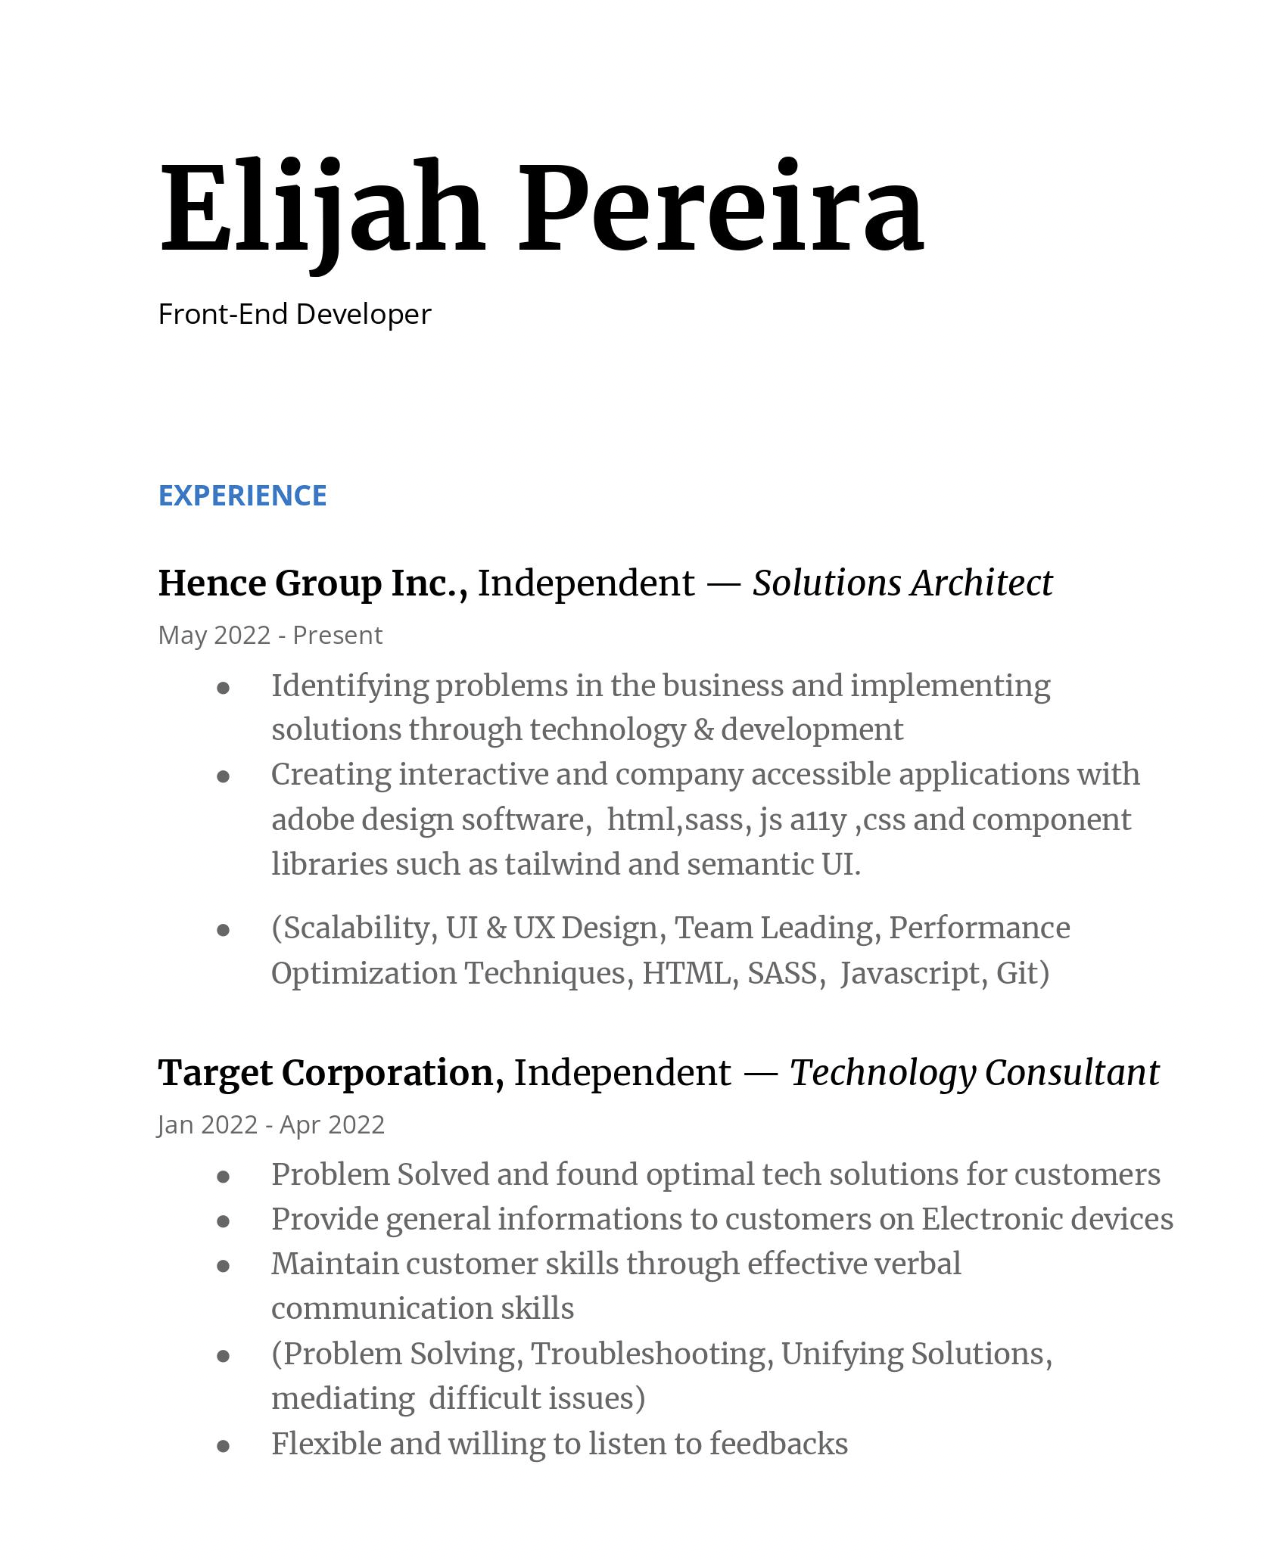 Elijah Pereira
Front-End Developer
EXPERIENCE
Hence Group Inc., Independent — Solutions Architect
May 2022 - Present
● Identifying problems in the business and implementing
solutions through technology & development
● Creating interactive and company accessible applications with
adobe design software,  html,sass, js a11y ,css and component
libraries such as tailwind and semantic UI.
● (Scalability, UI & UX Design, Team Leading, Performance
Optimization Techniques, HTML, SASS,  Javascript, Git)
Target Corporation, Independent — Technology Consultant
Jan 2022 - Apr 2022
● Problem Solved and found optimal tech solutions for customers
● Provide general informations to customers on Electronic devices
● Maintain customer skills through effective verbal
communication skills
● (Problem Solving, Troubleshooting, Unifying Solutions,
mediating  difficult issues)
● Flexible and willing to listen to feedbacks